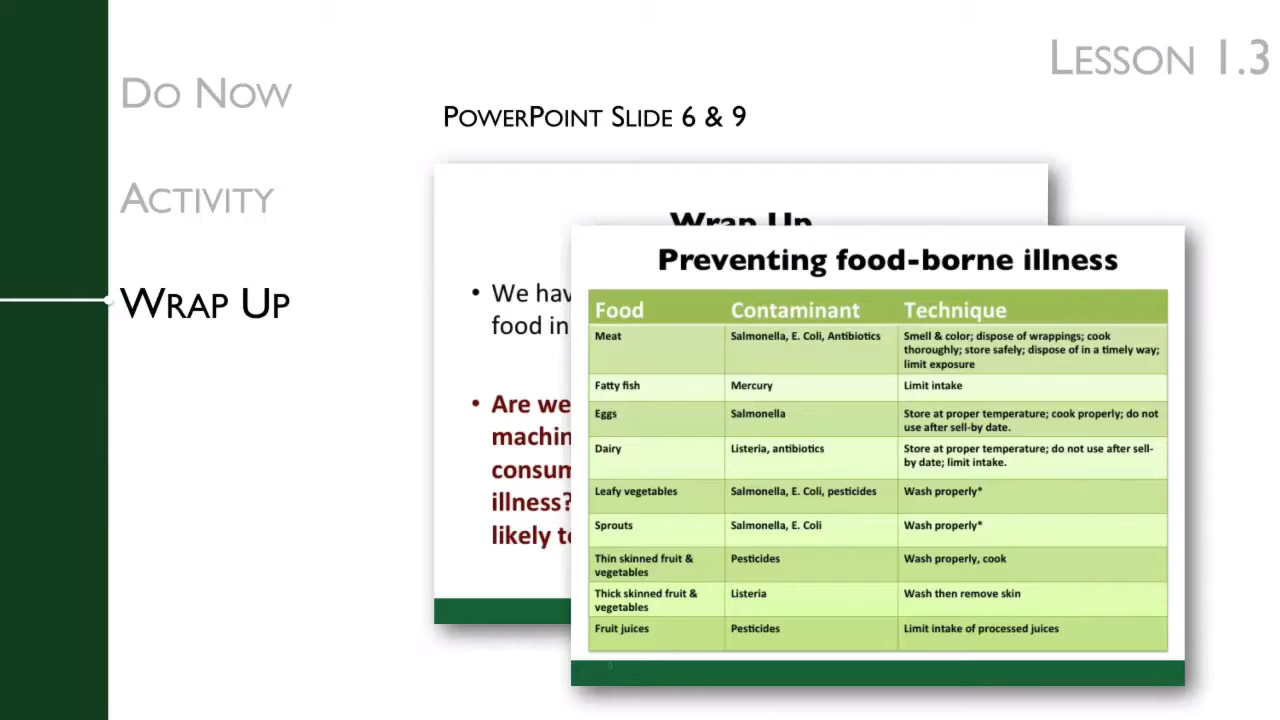 LESSON 1.3
DO NOW
ACTIVITY
WRAP UP
POWERPOINT SLIDE 6 & 9
Wrap Up
• We hav
food in
• Are we
machin
consum
illness?
likely to
Preventing food-borne illness
Food Contaminant Technique
Meat Salmonella, E. Coli, Antibiotics Smell & color; dispose of wrappings; cook
thoroughly; store safely; dispose of in a timely way;
limit exposure
Fatty fish Mercury Limit intake
Eggs Salmonella Store at proper temperature; cook properly; do not
use after sell-by date.
Dairy Listeria, antibiotics Store at proper temperature; do not use after sell-
by date; limit intake.
Leafy vegetables Salmonella, E. Coli, pesticides Wash properly*
Sprouts Salmonella, E. Coli Wash properly*
Thin skinned fruit & Pesticides Wash properly, cook
vegetables
Thick skinned fruit & Listeria Wash then remove skin
vegetables
Fruit juices Pesticides Limit intake of processed juices